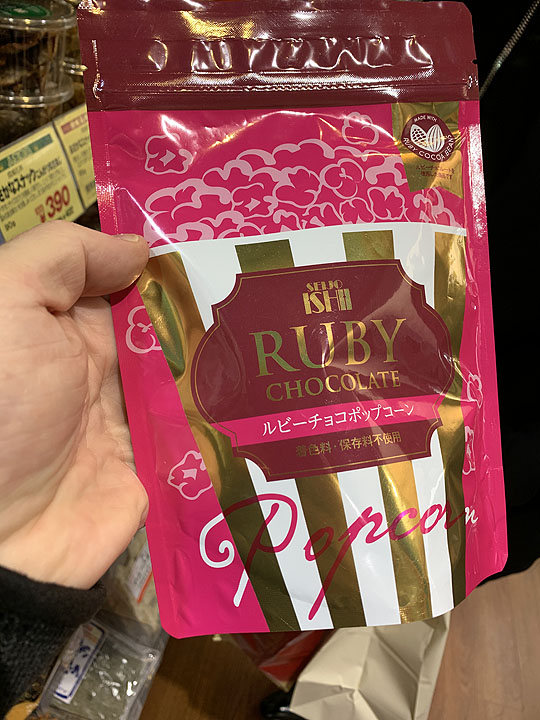 MADE WITH
RUBY COCOA BEANS
SEIJO
ISHII
RUBY
CHOCOLATE
ルビーチョコポップコーン
着色料・保存料不使用
Popcorn
390
90g